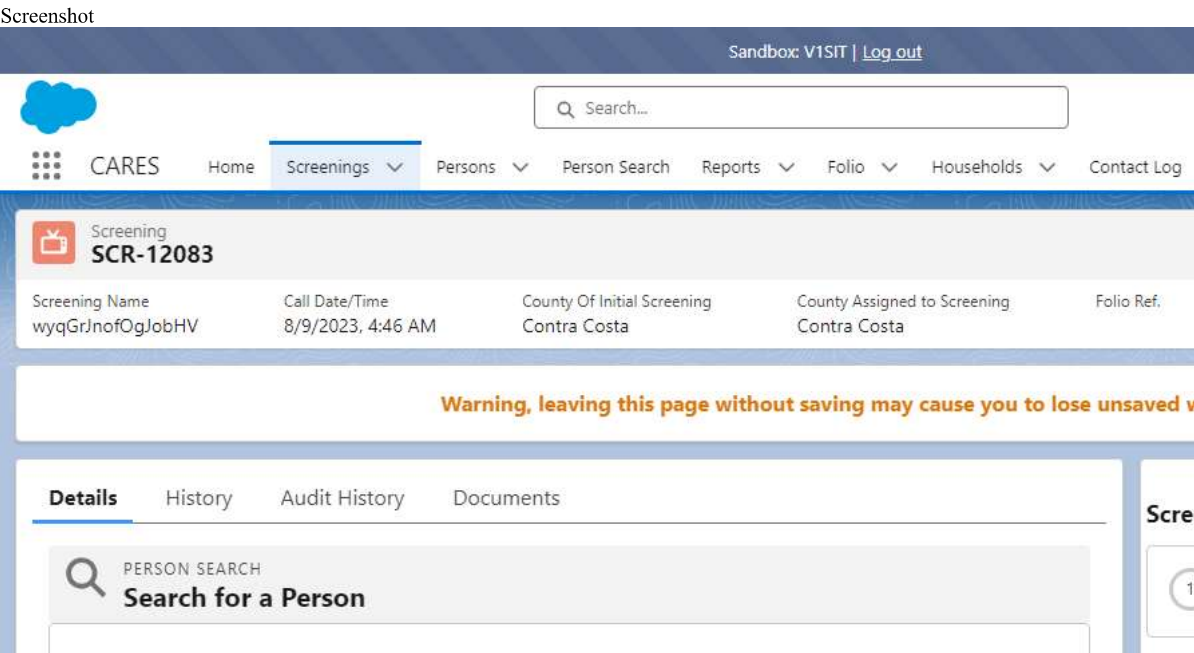 Screenshot
Sandbox: V1SIT | Log out
Search...
CARES Home Screenings Persons Person Search Reports Folio Households Contact Log
Screening
SCR-12083
Screening Name Call Date/Time County Of Initial Screening County Assigned to Screening Folio Ref.
wyqGrJnofOgJobHV 8/9/2023, 4:46 AM Contra Costa Contra Costa
Warning, leaving this page without saving may cause you to lose unsaved
Details History Audit History Documents
Scre
PERSON SEARCH
Search for a Person
1